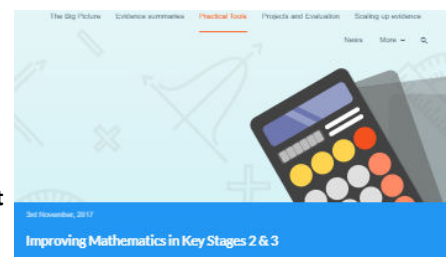 The Big Picture Evidence summaries Practical Tools Projects and Evaluation Scaling up evidence
News More
t
3rd November, 2017
Improving Mathematics in Key Stages 2 & 3